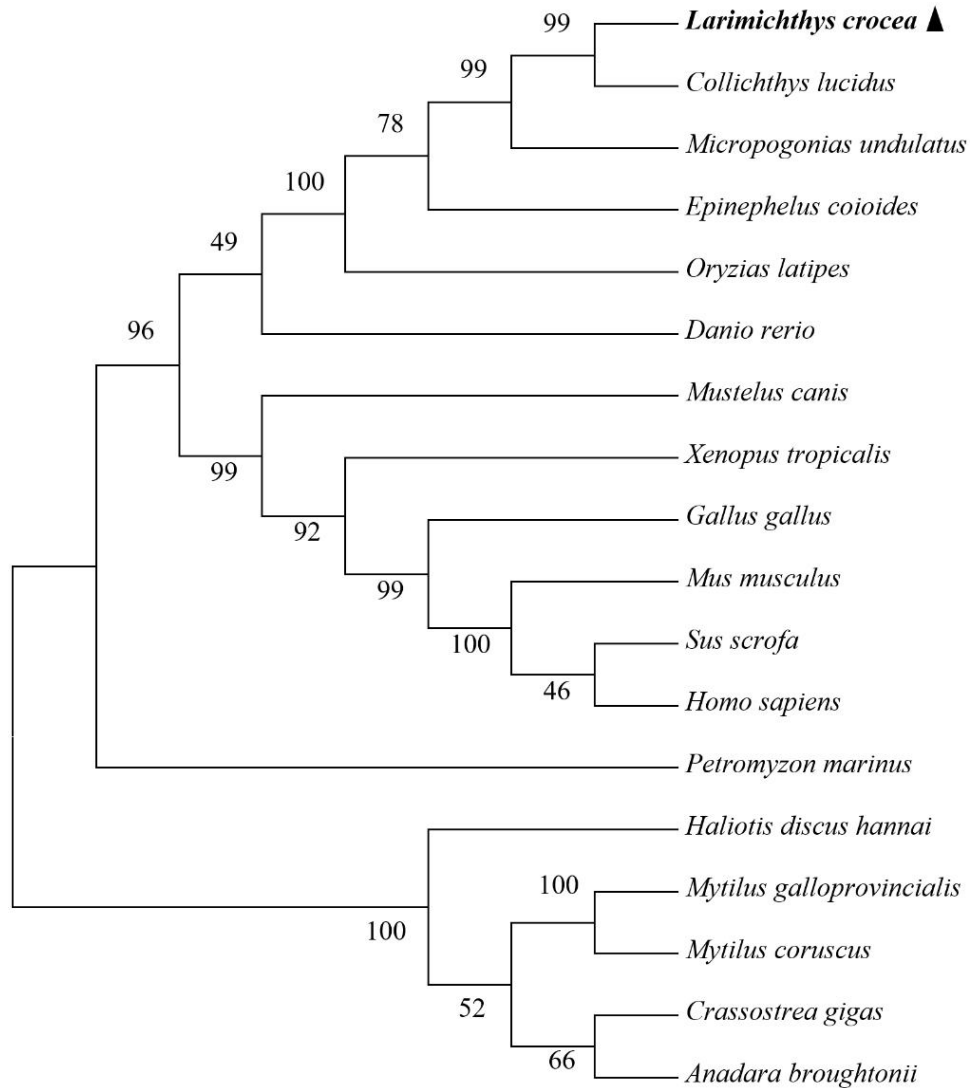 99
Larimichthys crocea ▲
Collichthys lucidus
99
Micropogonias undulatus
78
Epinephelus coioides
100
Oryzias latipes
49
Danio rerio
96
Mustelus canis
99
Xenopus tropicalis
92
Gallus gallus
99
Mus musculus
100
Sus scrofa
46
Homo sapiens
Petromyzon marinus
Haliotis discus hannai
100
100
Mytilus galloprovincialis
Mytilus coruscus
52
Crassostrea gigas
66
Anadara broughtonii